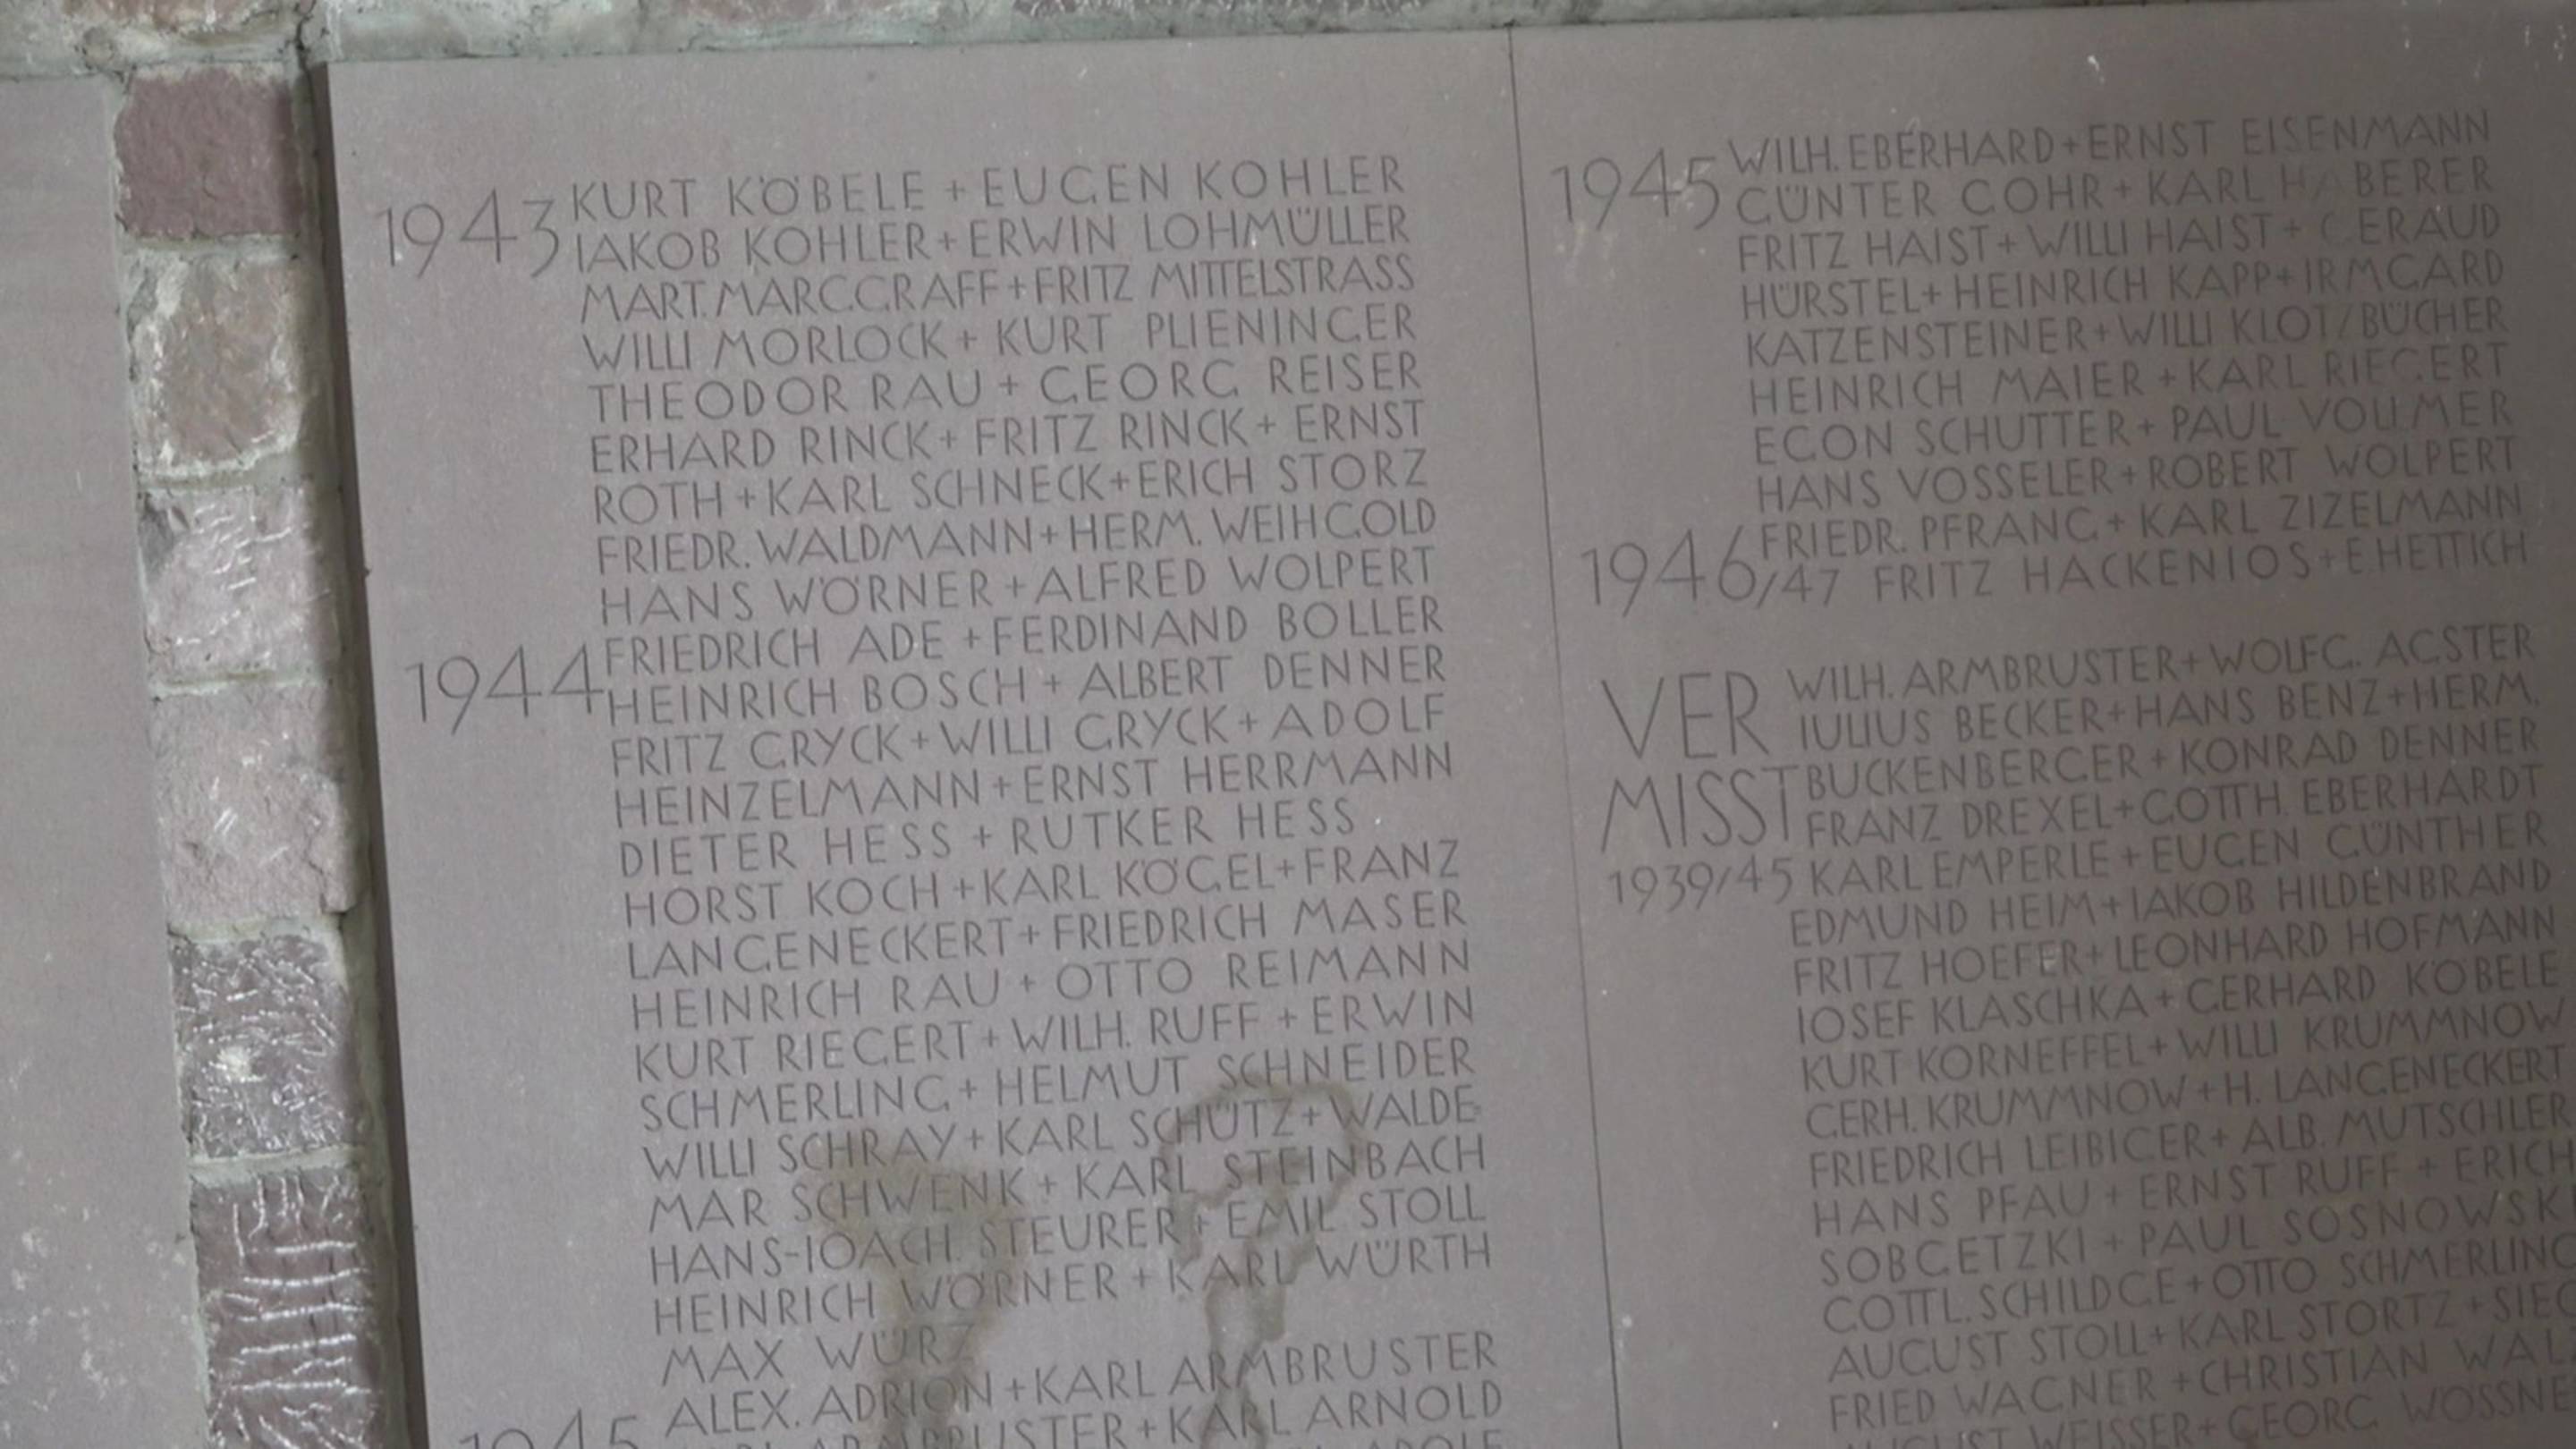 1943 KURT KÖBELE + EUGEN KOHLER
IAKOB KOHLER + ERWIN LOHMÜLLER
MART. MARGGRAFF + FRITZ MITTELSTRASS
WILLI MORLOCK + KURT PLIENINGER
THEODOR RAU + GEORG REISER
ERHARD RINCK + FRITZ RINCK + ERNST
ROTH + KARL SCHNECK + ERICH STORZ
FRIEDR. WALDMANN + HERM. WEIHGOLD
HANS WÖRNER + ALFRED WOLPERT
1944 FRIEDRICH ADE + FERDINAND BOLLER
HEINRICH BOSCH + ALBERT DENNER
FRITZ GRYCK + WILLI GRYCK + ADOLF
HEINZELMANN + ERNST HERRMANN
DIETER HESS + RUTKER HESS
HORST KOCH + KARL KÖGEL + FRANZ
LANGENECKERT + FRIEDRICH MASER
HEINRICH RAU + OTTO REIMANN
KURT RIEGERT + WILH. RUFF + ERWIN
SCHMERLING + HELMUT SCHNEIDER
WILLI SCHRAY + KARL SCHÜTZ + WALDE
MAR SCHWENK + KARL STEINBACH
HANS-IOACH. STEURER + EMIL STOLL
HEINRICH WÖRNER + KARL WÜRTH
MAX WÜRZ
1945 ALEX. ADRION + KARL ARMBRUSTER
ARMBRUSTER + KARL ARNOLD
1945 WILH. EBERHARD + ERNST EISENMANN
GÜNTER GOHR + KARL
FRITZ HAIST + WILLI HAIST + GERAUD
HÜRSTEL + HEINRICH KAPP + IRMGARD
KATZENSTEINER + WILLI KLOTZBÜCHER
HEINRICH MAIER + KARL RIEGERT
EGON SCHUTTER + PAUL VOLLMER
HANS VOSSELER + ROBERT WOLPERT
1946 FRIEDR. PFRANG + KARL ZIZELMANN
/47 FRITZ HACKENIOS + E HETTICH
VER WILH. ARMBRUSTER + WOLFG. AGSTER
IULIUS BECKER + HANS BENZ + HERM.
MISST BUCKENBERGER + KONRAD DENNER
FRANZ DREXEL + GOTTH. EBERHARDT
1939/45 KARL EMPERLE + EUGEN GÜNTHER
EDMUND HEIM + IAKOB HILDENBRAND
FRITZ HOEFER + LEONHARD HOFMANN
IOSEF KLASCHKA + GERHARD KÖBELE
KURT KORNEFFEL + WILLI KRUMMNOW
GERH. KRUMMNOW + H. LANGENECKERT
FRIEDRICH LEIBIGER + ALB. MUTSCHLER
HANS PFAU + ERNST RUFF + ERICH
SOBGETZKI + PAUL SOSNOWSKI
GOTTL. SCHILDGE + OTTO SCHMERLING
AUGUST STOLL + KARL STORTZ + SIEG
FRIED WAGNER + CHRISTIAN WAL
AUGUST WEISSER + GEORG WÖSSNE